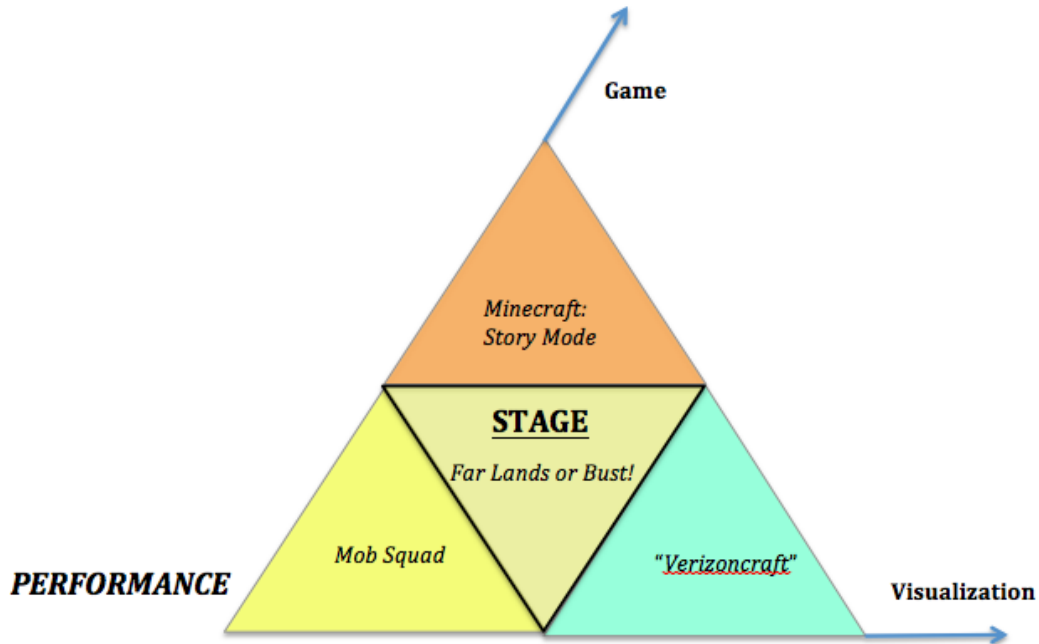 Game
Minecraft:
Story Mode
STAGE
Far Lands or Bust!
Mob Squad
“Verizoncraft”
PERFORMANCE
Visualization